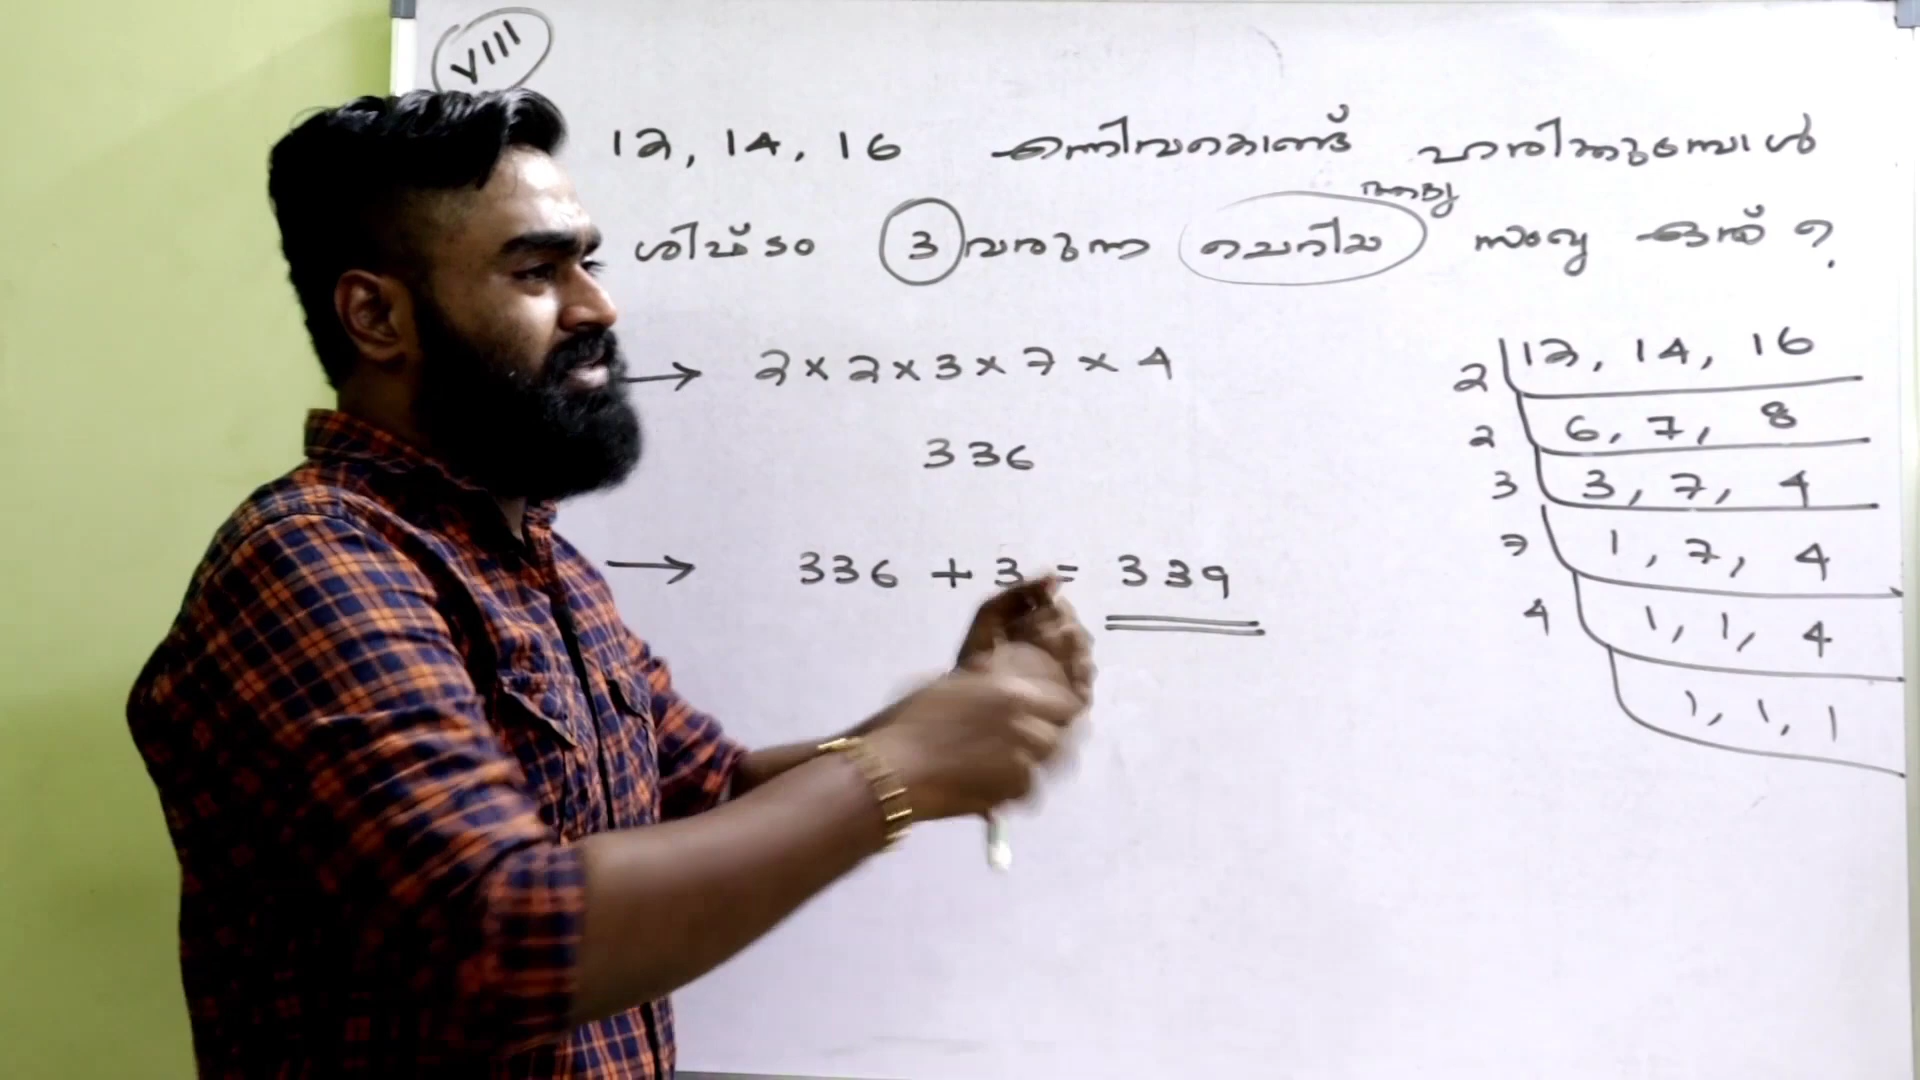 VIII
12, 14, 16 എന്നിവകൊണ്ട് ഹരിക്കുമ്പോൾ
ശിഷ്ടം 3 വരുന്ന ചെറിയ സംഖ്യ ഏത് ?
→ 2 × 2 × 3 × 7 × 4
336
→ 336 + 3 = 339
2 12, 14, 16
2 6, 7, 8
3 3, 7, 4
7 1, 7, 4
4 1, 1, 4
1, 1, 1